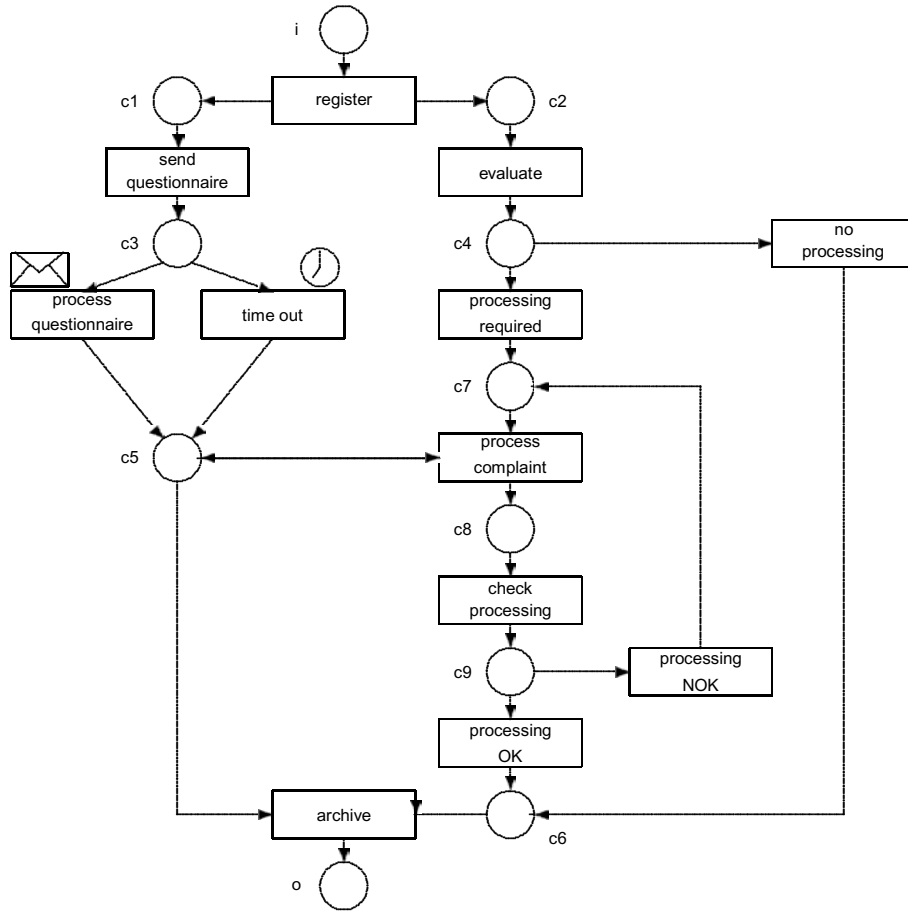 i
c1
register
c2
send
questionnaire
evaluate
c3
c4
no
processing
process
questionnaire
time out
processing
required
c7
c5
process
complaint
c8
check
processing
c9
processing
NOK
processing
OK
archive
c6
o